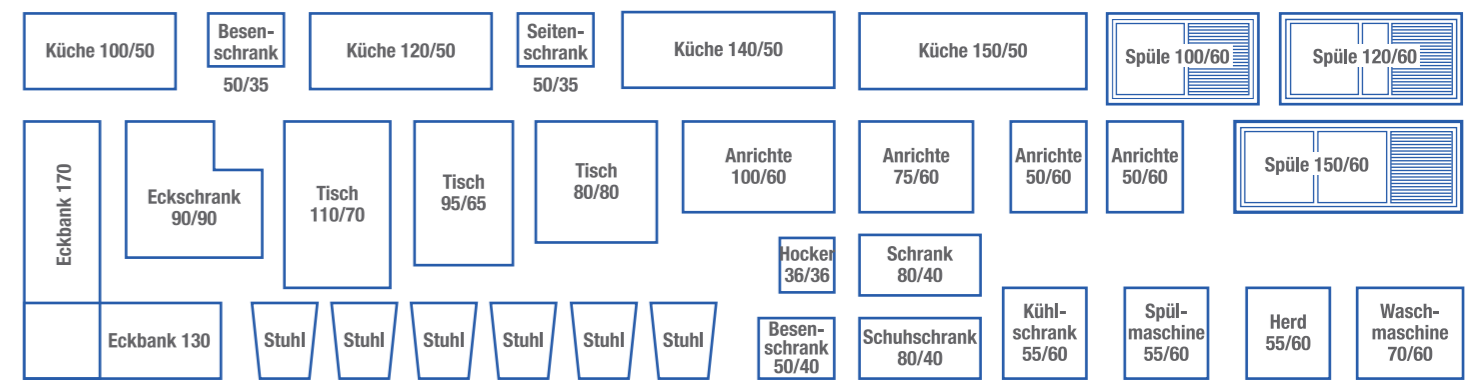 Küche 100/50
Besen-
schrank
50/35
Küche 120/50
Seiten-
schrank
50/35
Küche 140/50
Küche 150/50
Spüle 100/60
Spüle 120/60
Eckbank 170
Eckschrank
90/90
Tisch
110/70
Tisch
95/65
Tisch
80/80
Anrichte
100/60
Anrichte
75/60
Anrichte
50/60
Anrichte
50/60
Spüle 150/60
Hocker
36/36
Schrank
80/40
Eckbank 130
Stuhl
Stuhl
Stuhl
Stuhl
Stuhl
Stuhl
Besen-
schrank
50/40
Schuhschrank
80/40
Kühl-
schrank
55/60
Spül-
maschine
55/60
Herd
55/60
Wasch-
maschine
70/60